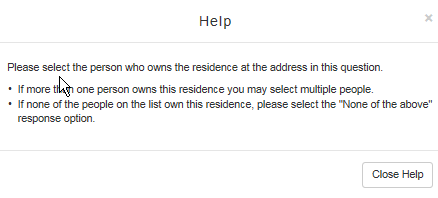 Help
×
Please select the person who owns the residence at the address in this question.
• If more than one person owns this residence you may select multiple people.
• If none of the people on the list own this residence, please select the "None of the above"
response option.
Close Help